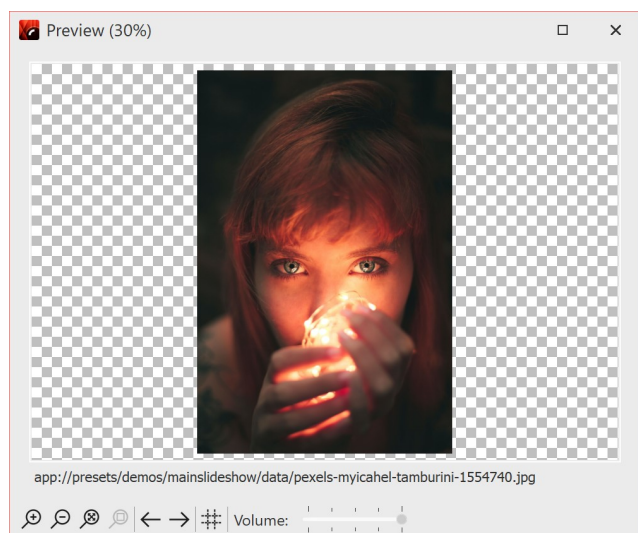 Preview (30%)
app://presets/demos/mainslideshow/data/pexels-myicahel-tamburini-1554740.jpg
Volume: